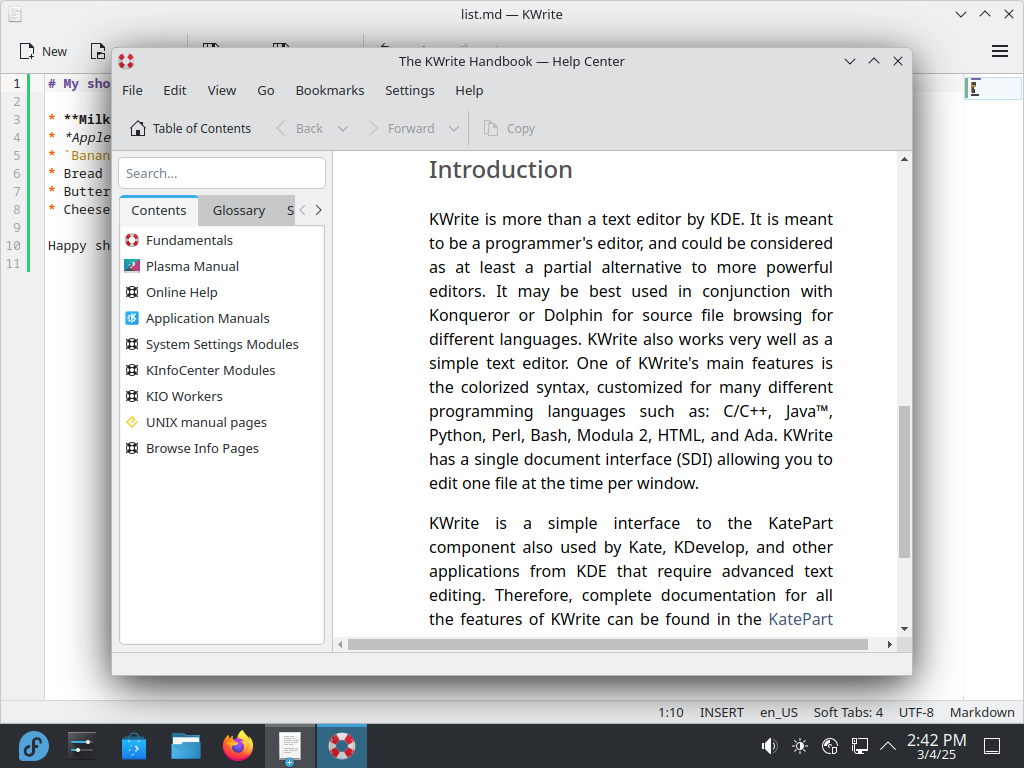 list.md — KWrite
New
1 # My sho
2
3 * **Milk
4 * *Apple
5 * `Banan
6 * Bread
7 * Butter
8 * Cheese
9
10 Happy sh
11
The KWrite Handbook — Help Center
File Edit View Go Bookmarks Settings Help
Table of Contents Back Forward Copy
Search...
Contents Glossary S
Fundamentals
Plasma Manual
Online Help
Application Manuals
System Settings Modules
KInfoCenter Modules
KIO Workers
UNIX manual pages
Browse Info Pages
Introduction
KWrite is more than a text editor by KDE. It is meant
to be a programmer's editor, and could be considered
as at least a partial alternative to more powerful
editors. It may be best used in conjunction with
Konqueror or Dolphin for source file browsing for
different languages. KWrite also works very well as a
simple text editor. One of KWrite's main features is
the colorized syntax, customized for many different
programming languages such as: C/C++, Java™,
Python, Perl, Bash, Modula 2, HTML, and Ada. KWrite
has a single document interface (SDI) allowing you to
edit one file at the time per window.
KWrite is a simple interface to the KatePart
component also used by Kate, KDevelop, and other
applications from KDE that require advanced text
editing. Therefore, complete documentation for all
the features of KWrite can be found in the KatePart
1:10 INSERT en_US Soft Tabs: 4 UTF-8 Markdown
2:42 PM
3/4/25